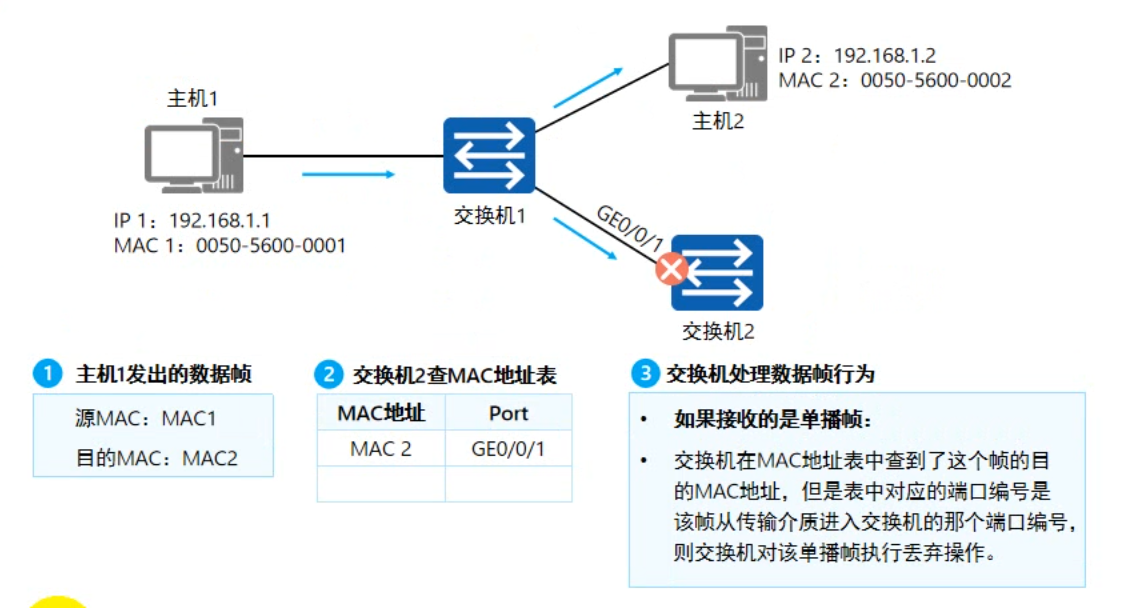 主机1
IP 1：192.168.1.1
MAC 1：0050-5600-0001
交换机1
IP 2：192.168.1.2
MAC 2：0050-5600-0002
主机2
GE0/0/1
交换机2
1 主机1发出的数据帧
源MAC：MAC1
目的MAC：MAC2
2 交换机2查MAC地址表
MAC地址 Port
MAC 2 GE0/0/1
3 交换机处理数据帧行为
• 如果接收的是单播帧：
• 交换机在MAC地址表中查到了这个帧的目
的MAC地址，但是表中对应的端口编号是
该帧从传输介质进入交换机的那个端口编号，
则交换机对该单播帧执行丢弃操作。